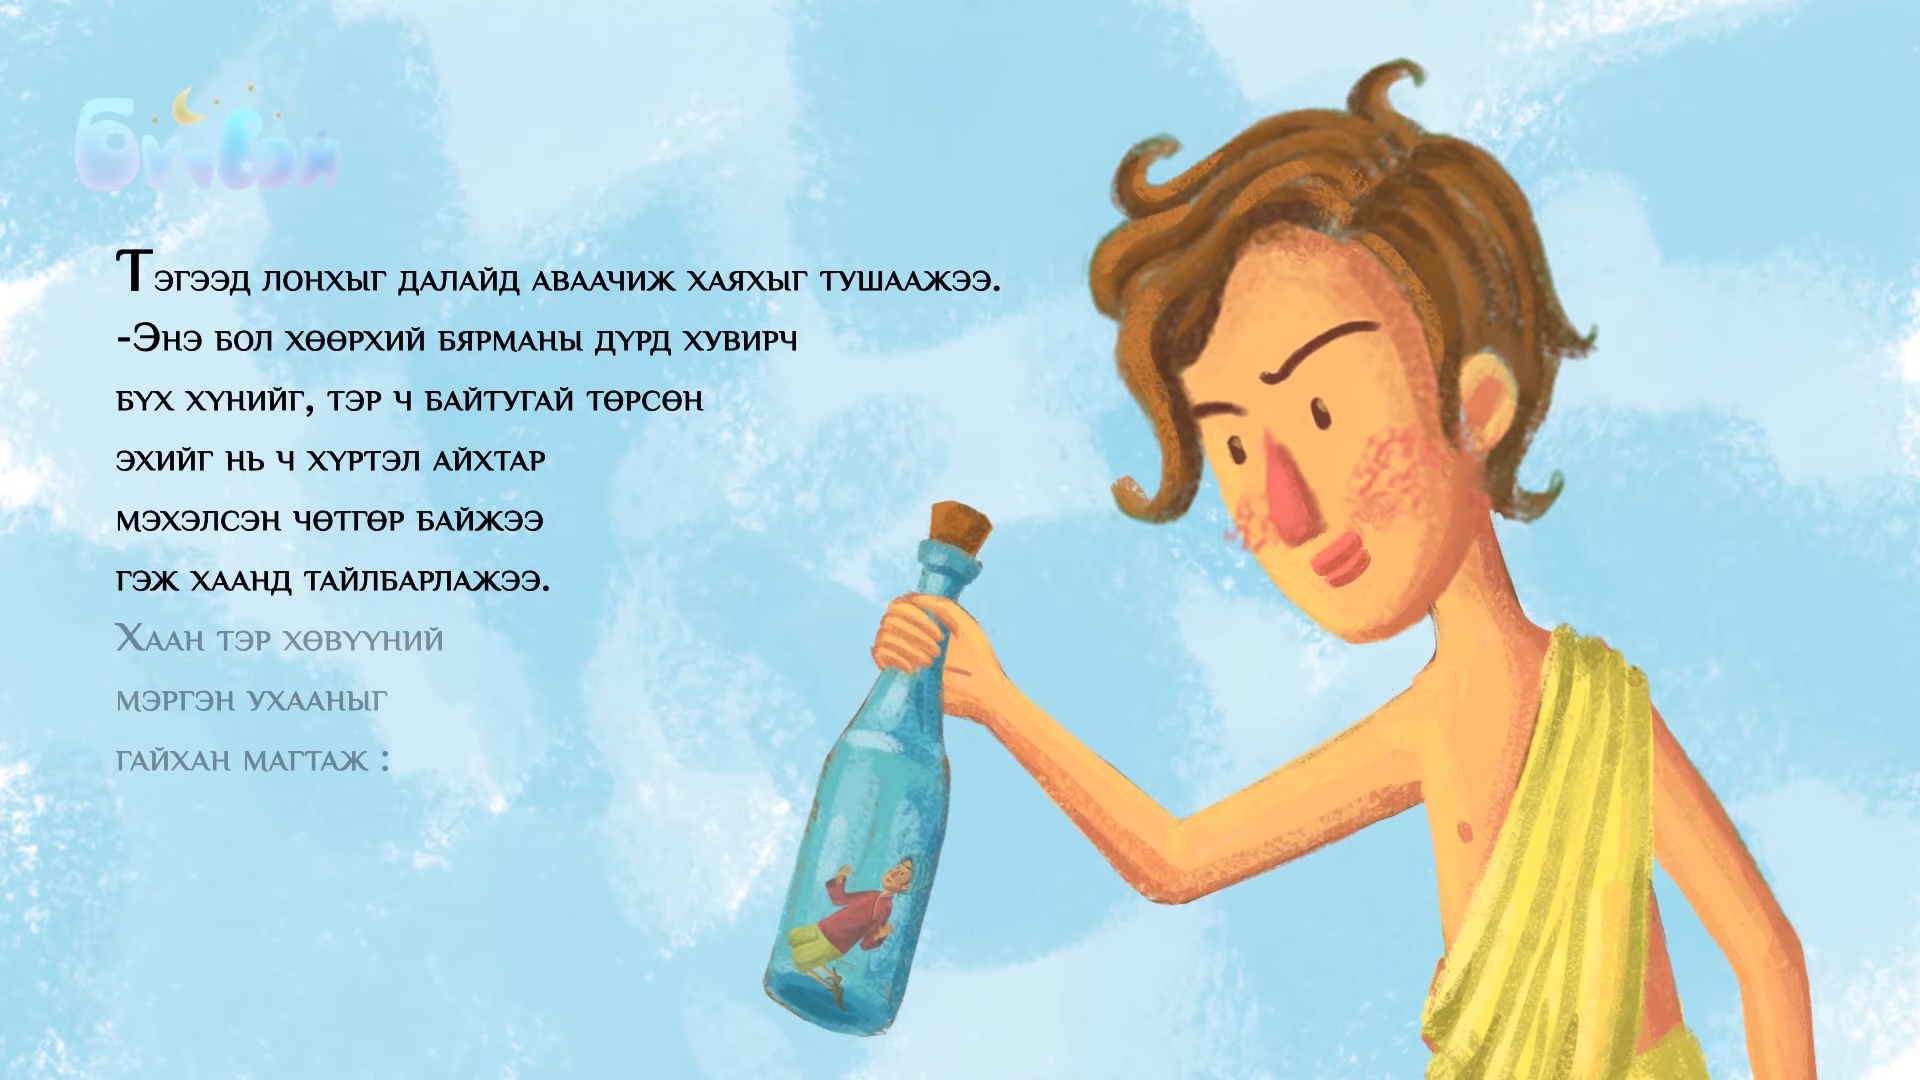 Тэгээд лонхыг далайд аваачиж хаяхыг тушаажээ.
-Энэ бол хөөрхий бярманы дүрд хувирч
бүх хүнийг, тэр ч байтугай төрсөн
эхийг нь ч хүртэл айхтар
мэхэлсэн чөтгөр байжээ
гэж хаанд тайлбарлажээ.
Хаан тэр хөвүүний
мэргэн ухааныг
гайхан магтаж :